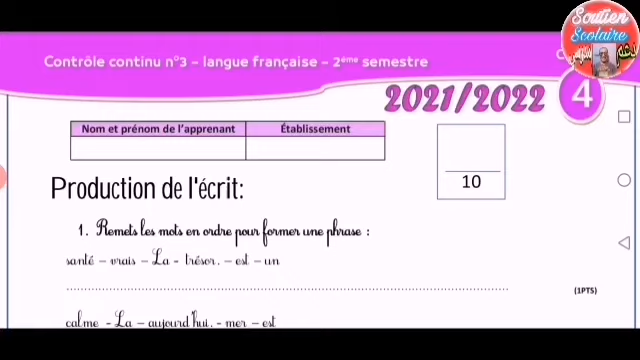 Soutien
Scolaire
دعم
Contrôle continu n°3 – langue française – 2ème semestre
2021/2022
4
Nom et prénom de l'apprenant
Établissement
10
Production de l'écrit:
1. Remets les mots en ordre pour former une phrase :
santé – vrais – La - trésor. – est – un
(1PTS)
calme - La – aujourd'hui. - mer – est